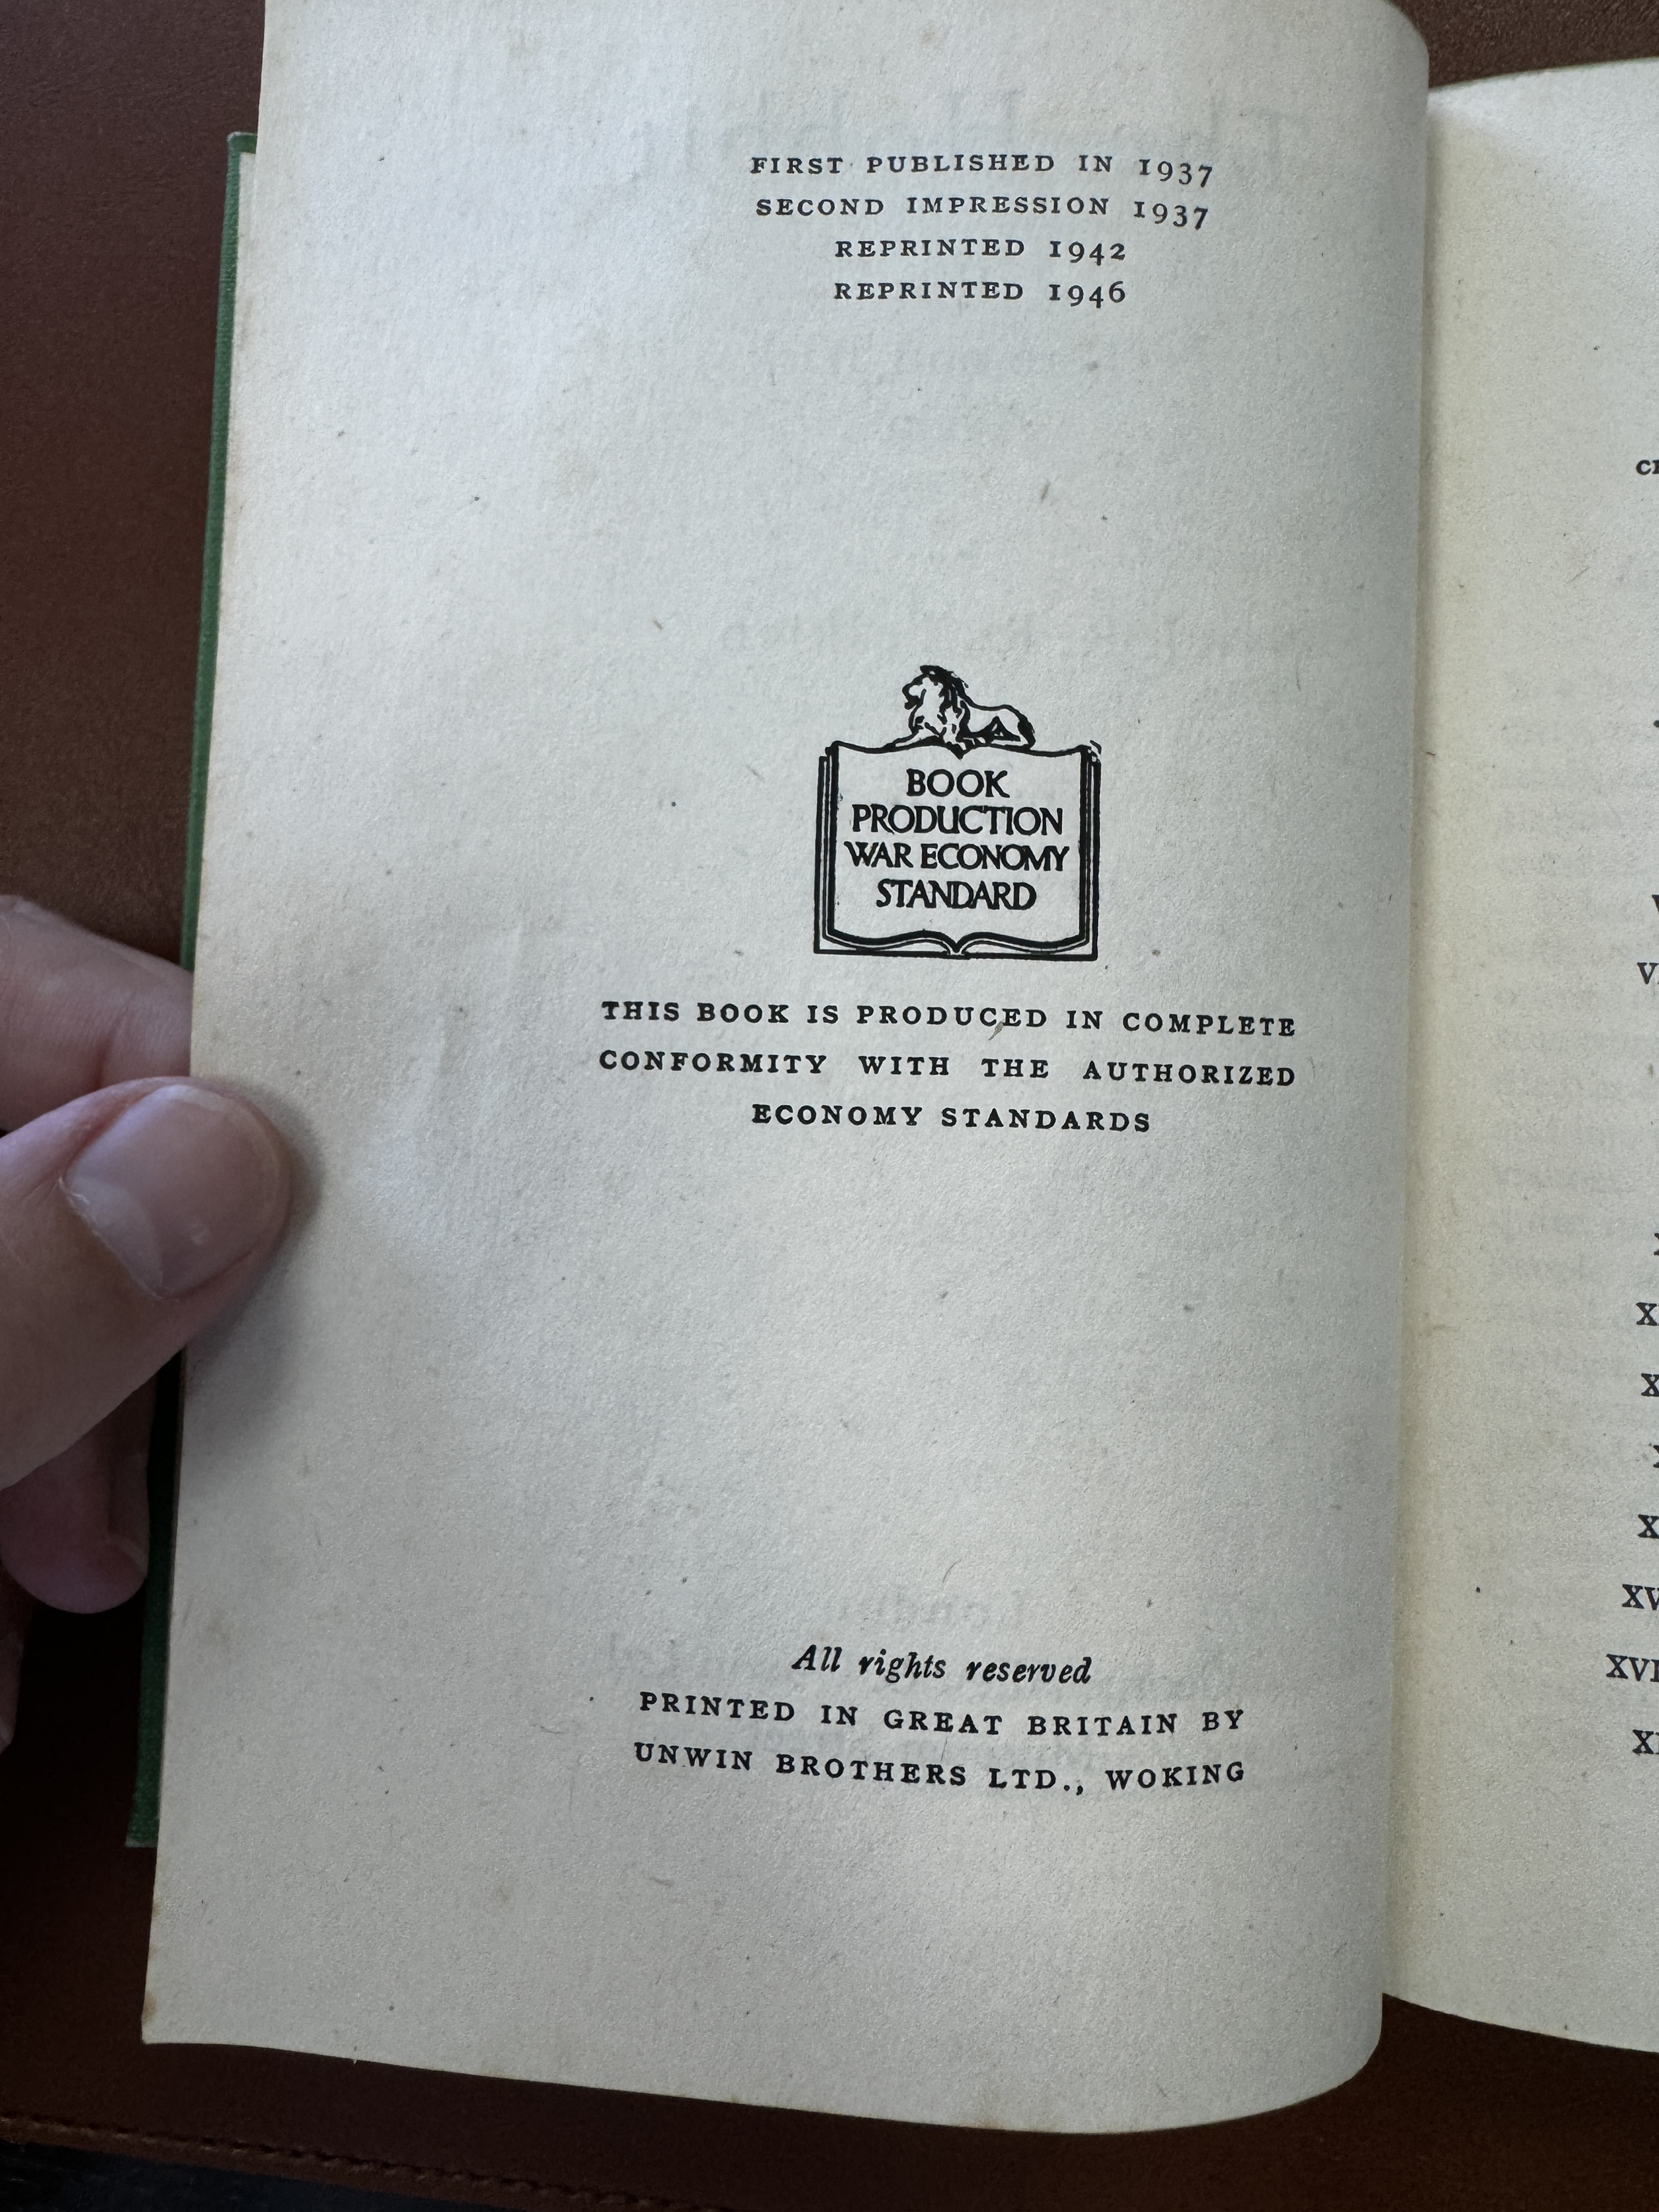 FIRST PUBLISHED IN 1937
SECOND IMPRESSION 1937
REPRINTED 1942
REPRINTED 1946
BOOK
PRODUCTION
WAR ECONOMY
STANDARD
THIS BOOK IS PRODUCED IN COMPLETE
CONFORMITY WITH THE AUTHORIZED
ECONOMY STANDARDS
All rights reserved
PRINTED IN GREAT BRITAIN BY
UNWIN BROTHERS LTD., WOKING